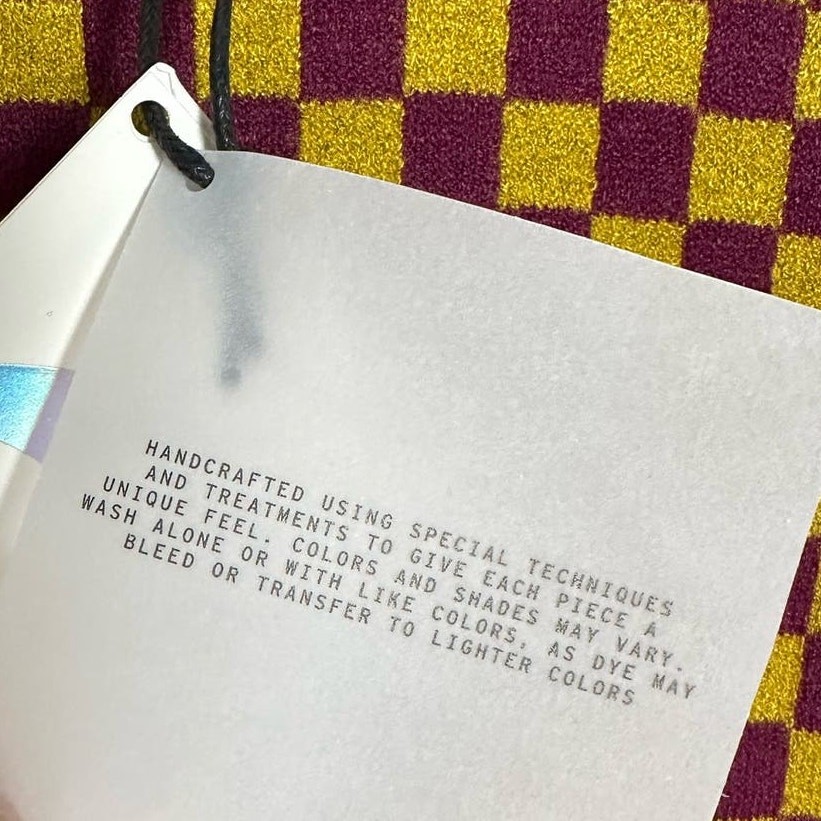 HANDCRAFTED USING SPECIAL TECHNIQUES
AND TREATMENTS TO GIVE EACH PIECE A
UNIQUE FEEL. COLORS AND SHADES MAY VARY.
WASH ALONE OR WITH LIKE COLORS, AS DYE MAY
BLEED OR TRANSFER TO LIGHTER COLORS